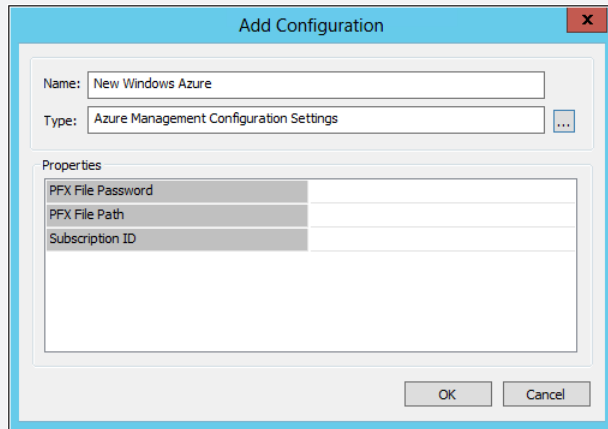 Add Configuration
x
Name: New Windows Azure
Type: Azure Management Configuration Settings ...
Properties
PFX File Password
PFX File Path
Subscription ID
OK Cancel